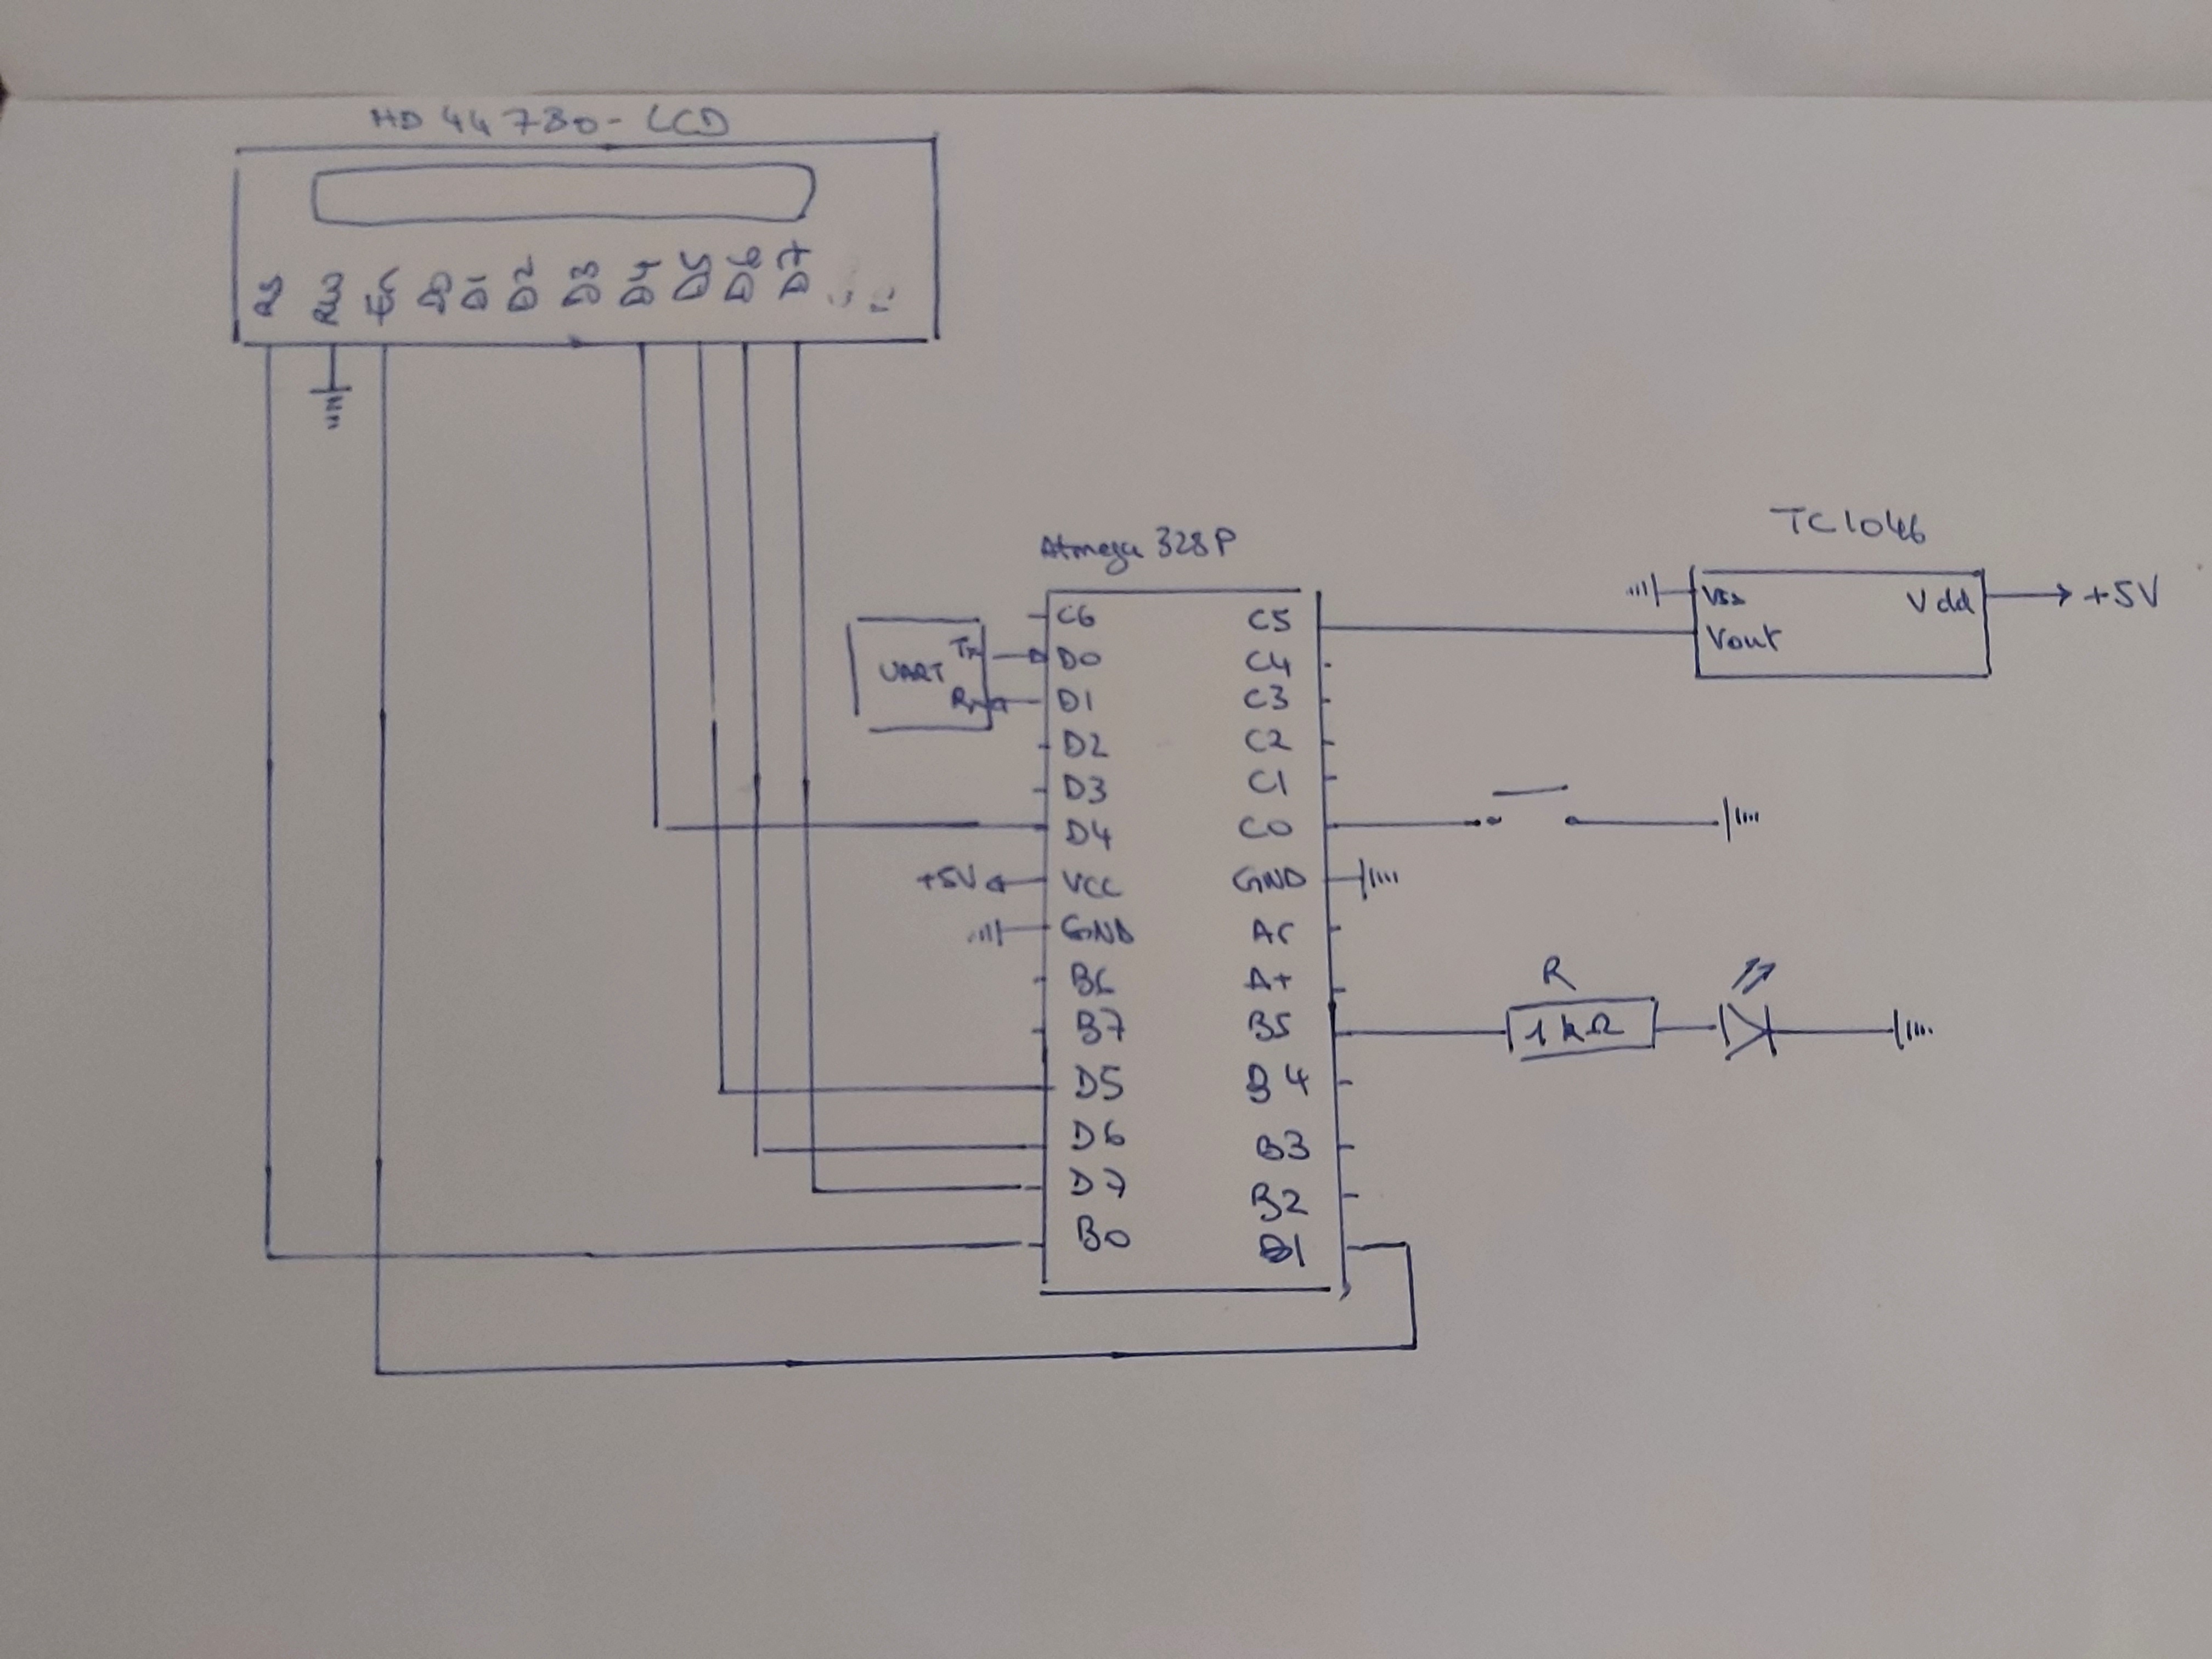 HD44780-LCD
RS RW E D0 D1 D2 D3 D4 D5 D6 D7
Atmega 328P
C6 C5
D0 C4
D1 C3
D2 C2
D3 C1
D4 C0
VCC GND
GND Ar
B6 A+
B7 B5
D5 B4
D6 B3
D7 B2
B0 B1
UART Tx
Rx
+5V
TC1046
Vss Vdd
Vout
+5V
R
1kΩ